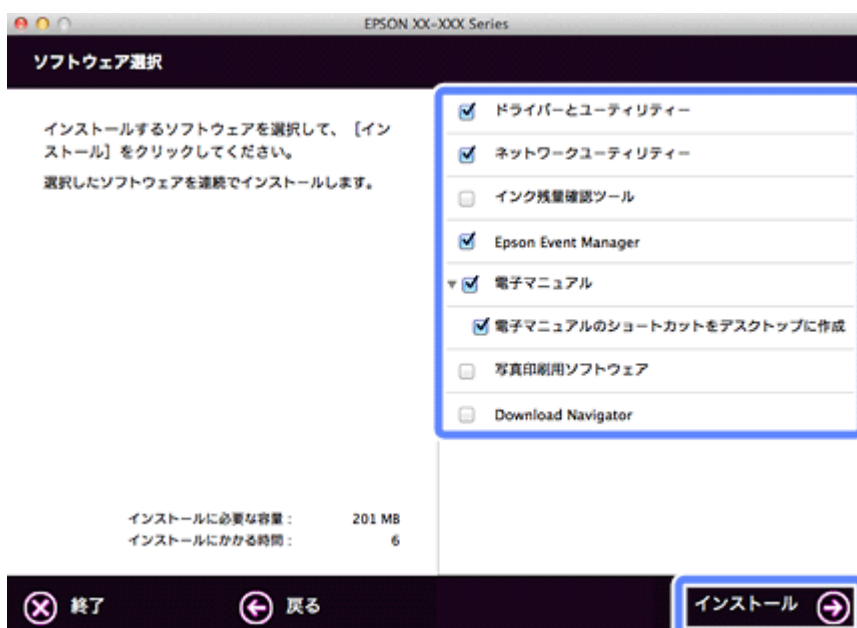 EPSON XX-XXX Series
ソフトウェア選択
インストールするソフトウェアを選択して、［イン
ストール］をクリックしてください。
選択したソフトウェアを連続でインストールします。
ドライバーとユーティリティー
ネットワークユーティリティー
インク残量確認ツール
Epson Event Manager
電子マニュアル
電子マニュアルのショートカットをデスクトップに作成
写真印刷用ソフトウェア
Download Navigator
インストールに必要な容量： 201 MB
インストールにかかる時間： 6
終了 戻る インストール